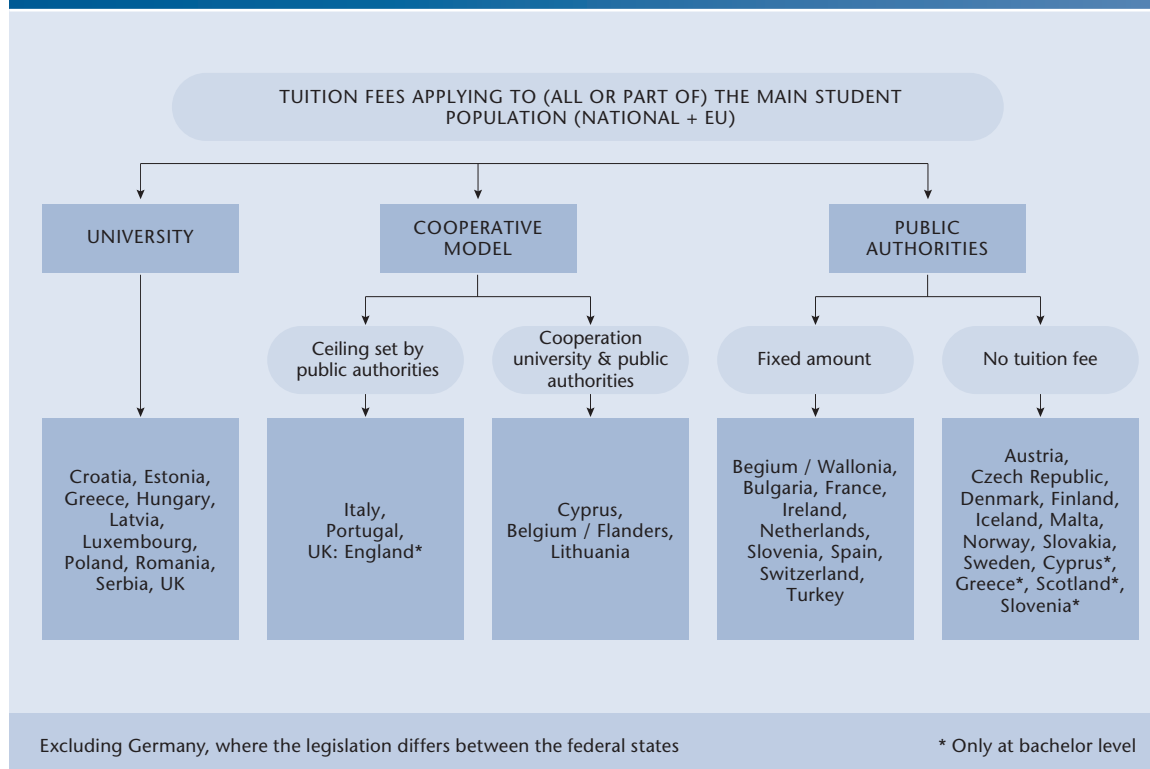 TUITION FEES APPLYING TO (ALL OR PART OF) THE MAIN STUDENT
POPULATION (NATIONAL + EU)
UNIVERSITY
COOPERATIVE
MODEL
PUBLIC
AUTHORITIES
Ceiling set by
public authorities
Cooperation
university & public
authorities
Fixed amount
No tuition fee
Croatia, Estonia,
Greece, Hungary,
Latvia,
Luxembourg,
Poland, Romania,
Serbia, UK
Italy,
Portugal,
UK: England*
Cyprus,
Belgium / Flanders,
Lithuania
Begium / Wallonia,
Bulgaria, France,
Ireland,
Netherlands,
Slovenia, Spain,
Switzerland,
Turkey
Austria,
Czech Republic,
Denmark, Finland,
Iceland, Malta,
Norway, Slovakia,
Sweden, Cyprus*,
Greece*, Scotland*,
Slovenia*
Excluding Germany, where the legislation differs between the federal states
* Only at bachelor level